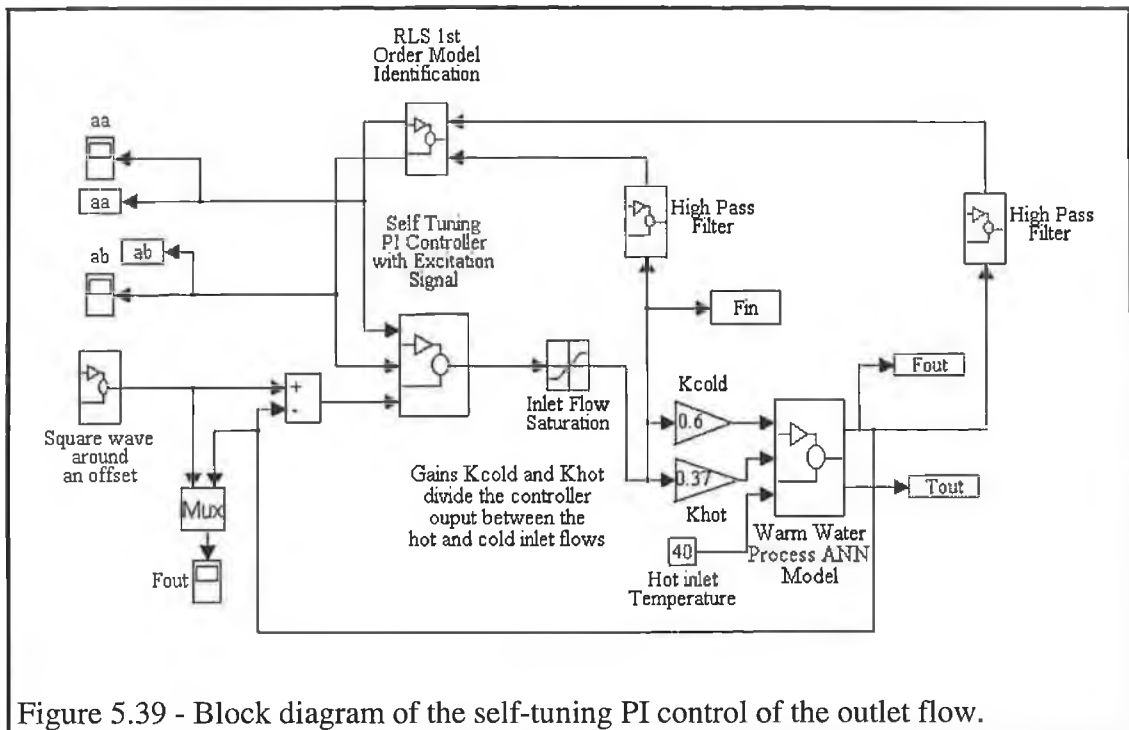 RLS 1st
Order Model
Identification
aa
aa
High Pass
Filter
High Pass
Filter
Self Tuning
PI Controller
with Excitation
Signal
ab
ab
Fin
Fout
Kcold
0.6
+
-
Inlet Flow
Saturation
Square wave
around
an offset
0.37
Khot
Tout
Gains Kcold and Khot
divide the controller
ouput between the
hot and cold inlet flows
Mux
Warm Water
Process ANN
Model
40
Hot inlet
Temperature
Fout
Figure 5.39 - Block diagram of the self-tuning PI control of the outlet flow.